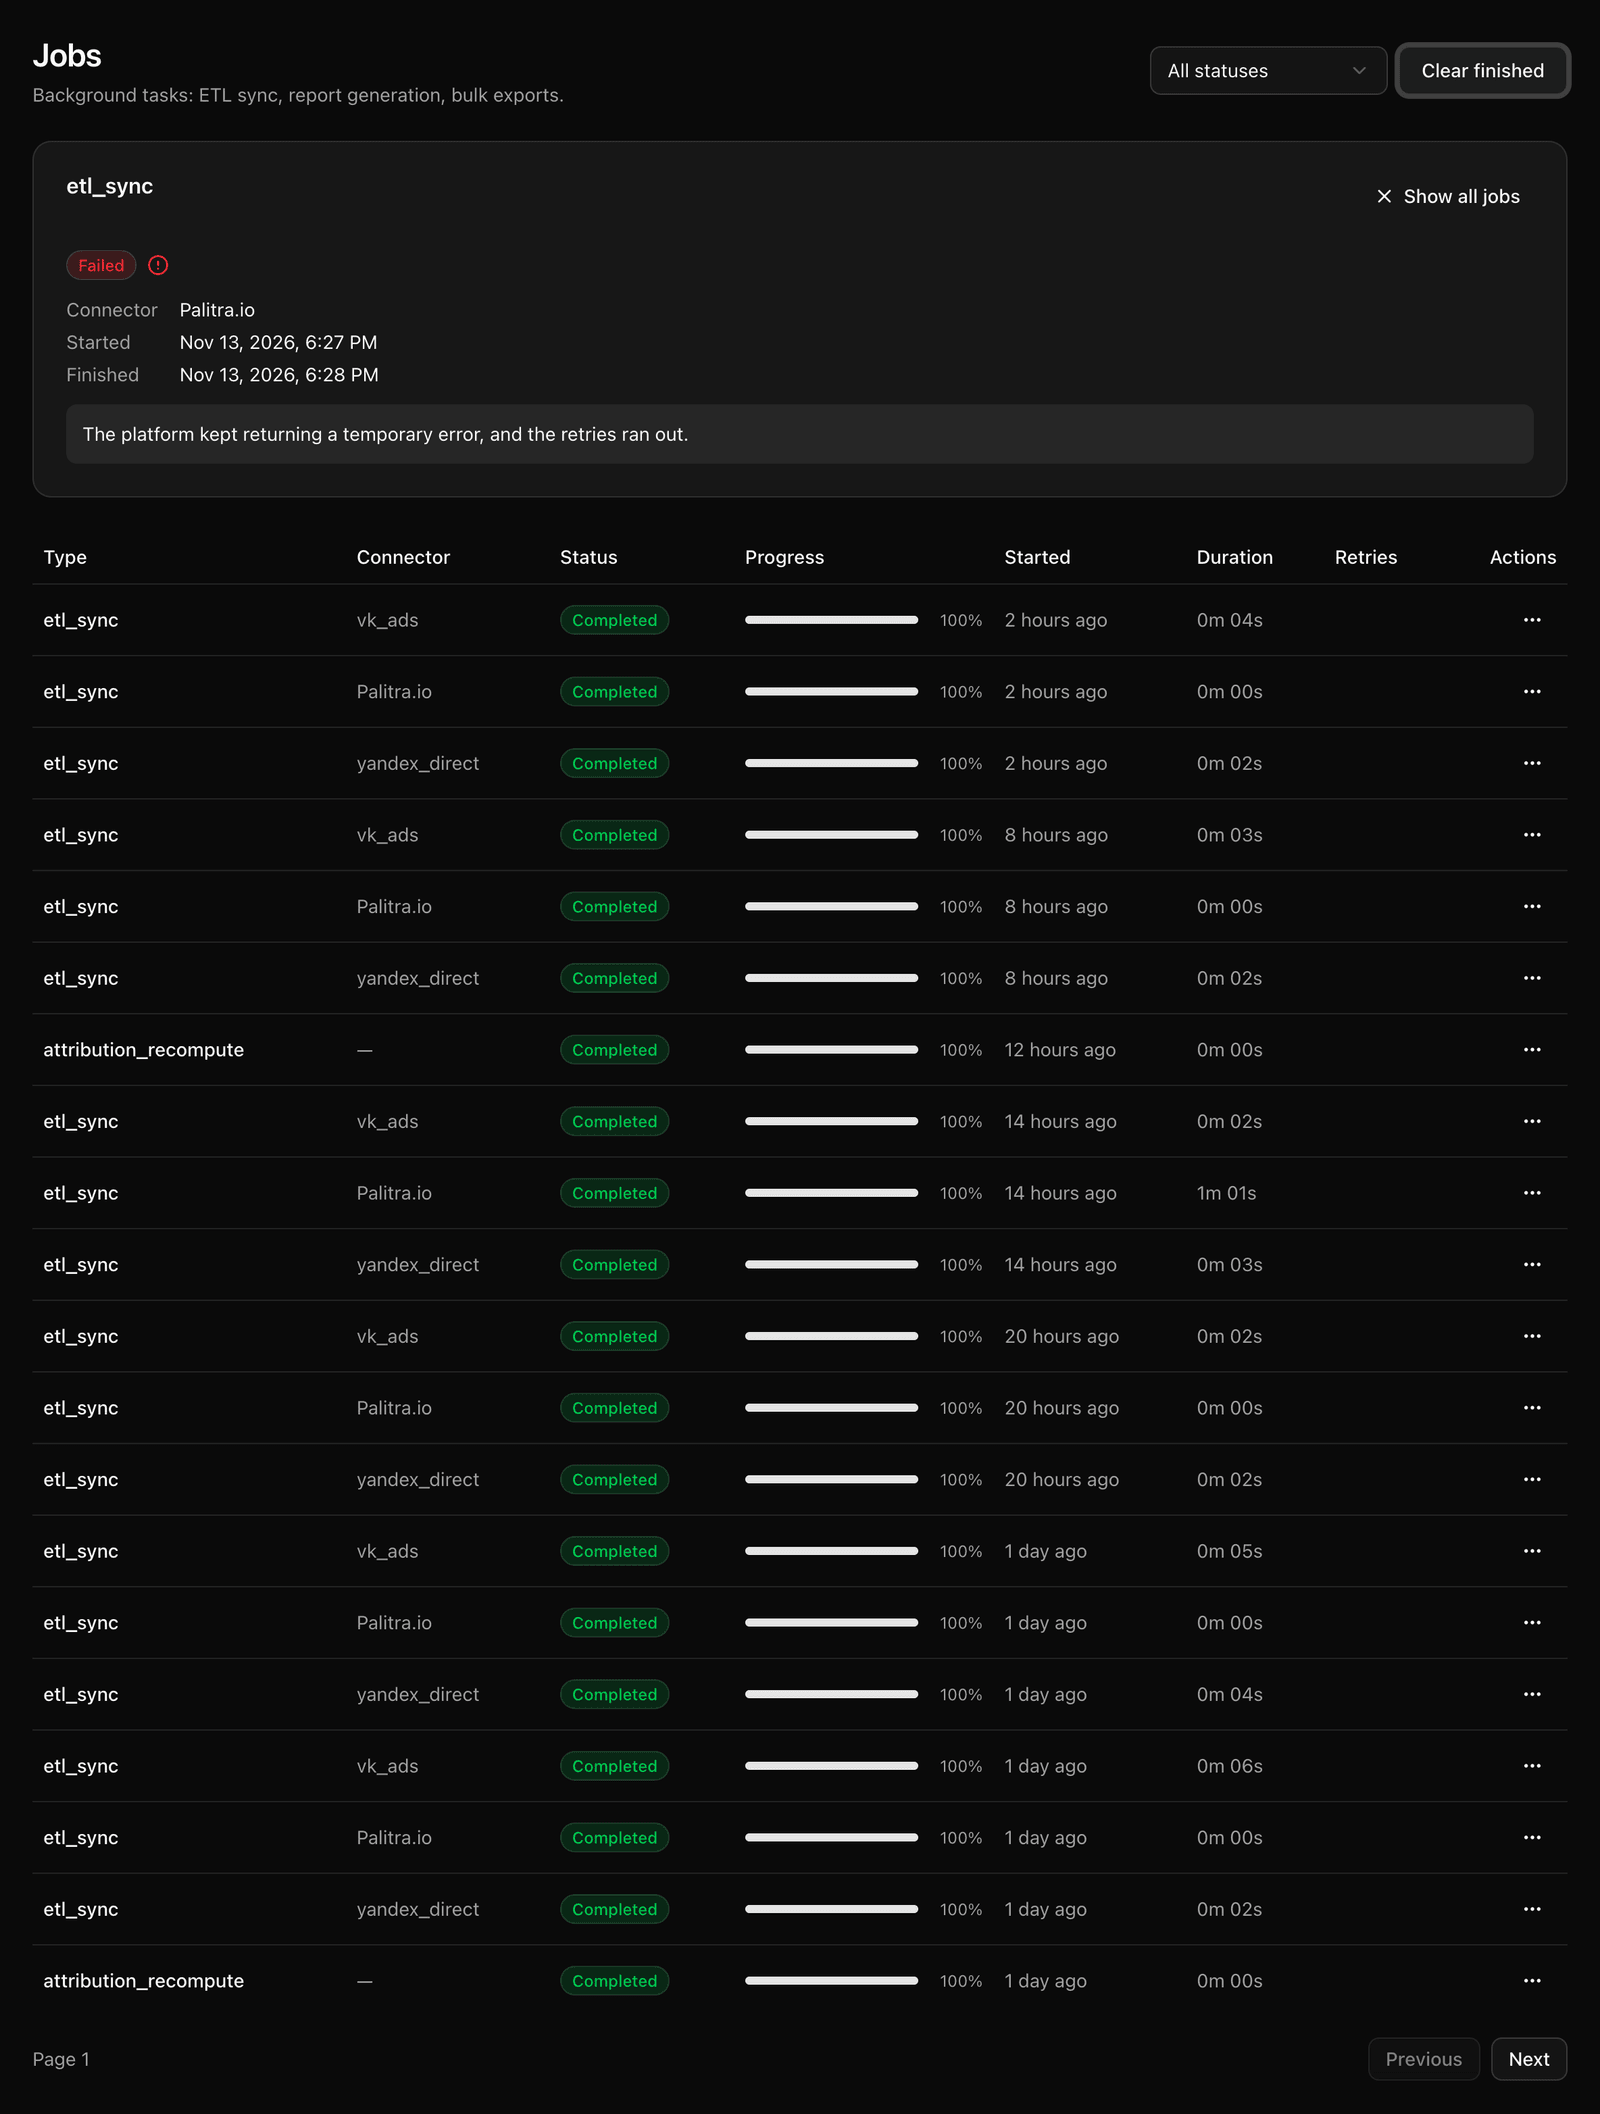 Jobs
Background tasks: ETL sync, report generation, bulk exports.
All statuses
Clear finished
etl_sync
Show all jobs
Failed
Connector Palitra.io
Started Nov 13, 2026, 6:27 PM
Finished Nov 13, 2026, 6:28 PM
The platform kept returning a temporary error, and the retries ran out.
Type Connector Status Progress Started Duration Retries Actions
etl_sync vk_ads Completed 100% 2 hours ago 0m 04s
etl_sync Palitra.io Completed 100% 2 hours ago 0m 00s
etl_sync yandex_direct Completed 100% 2 hours ago 0m 02s
etl_sync vk_ads Completed 100% 8 hours ago 0m 03s
etl_sync Palitra.io Completed 100% 8 hours ago 0m 00s
etl_sync yandex_direct Completed 100% 8 hours ago 0m 02s
attribution_recompute — Completed 100% 12 hours ago 0m 00s
etl_sync vk_ads Completed 100% 14 hours ago 0m 02s
etl_sync Palitra.io Completed 100% 14 hours ago 1m 01s
etl_sync yandex_direct Completed 100% 14 hours ago 0m 03s
etl_sync vk_ads Completed 100% 20 hours ago 0m 02s
etl_sync Palitra.io Completed 100% 20 hours ago 0m 00s
etl_sync yandex_direct Completed 100% 20 hours ago 0m 02s
etl_sync vk_ads Completed 100% 1 day ago 0m 05s
etl_sync Palitra.io Completed 100% 1 day ago 0m 00s
etl_sync yandex_direct Completed 100% 1 day ago 0m 04s
etl_sync vk_ads Completed 100% 1 day ago 0m 06s
etl_sync Palitra.io Completed 100% 1 day ago 0m 00s
etl_sync yandex_direct Completed 100% 1 day ago 0m 02s
attribution_recompute — Completed 100% 1 day ago 0m 00s
Page 1
Previous
Next